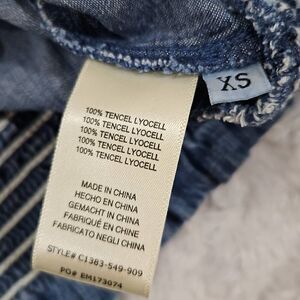 XS
100% TENCEL LYOCELL
100% TENCEL LYOCELL
100% TENCEL LYOCELL
100% TENCEL LYOCELL
100% TENCEL LYOCELL
MADE IN CHINA
HECHO EN CHINA
GEMACHT IN CHINA
FABRIQUÉ EN CHINE
FABRICATO NEGLI CHINA
STYLE# C1383-549-909
PO# EM173074